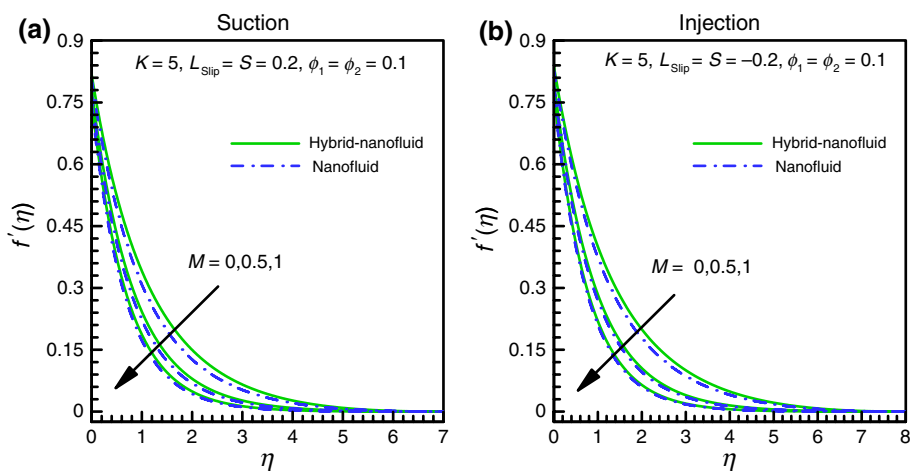 (a) Suction
K = 5, L_Slip = S = 0.2, ϕ₁ = ϕ₂ = 0.1
Hybrid-nanofluid
Nanofluid
M = 0,0.5,1
f′(η)
0.9
0.75
0.6
0.45
0.3
0.15
0
0 1 2 3 4 5 6 7
η
(b) Injection
K = 5, L_Slip = S = –0.2, ϕ₁ = ϕ₂ = 0.1
Hybrid-nanofluid
Nanofluid
M = 0,0.5,1
f′(η)
0.9
0.75
0.6
0.45
0.3
0.15
0
0 1 2 3 4 5 6 7 8
η